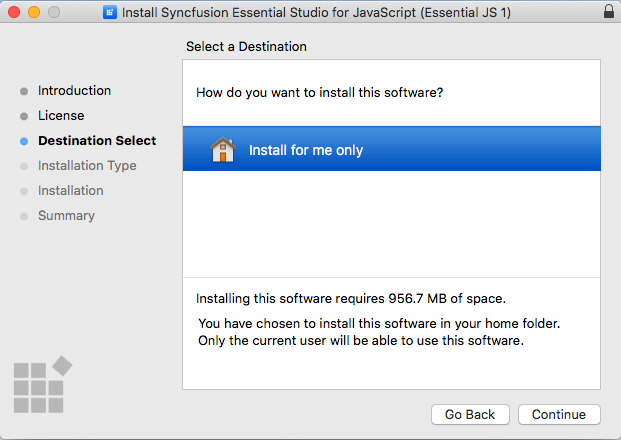 Install Syncfusion Essential Studio for JavaScript (Essential JS 1)
Select a Destination
Introduction
License
Destination Select
Installation Type
Installation
Summary
How do you want to install this software?
Install for me only
Installing this software requires 956.7 MB of space.
You have chosen to install this software in your home folder.
Only the current user will be able to use this software.
Go Back
Continue